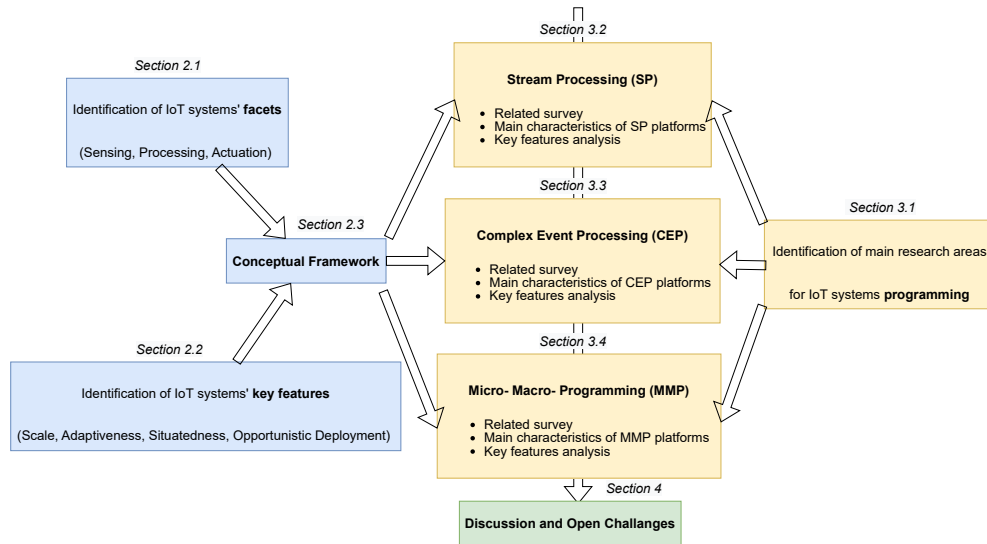 Section 3.2
Stream Processing (SP)
Related survey
Main characteristics of SP platforms
Key features analysis
Section 2.1
Identification of IoT systems' facets
(Sensing, Processing, Actuation)
Section 2.3
Conceptual Framework
Section 2.2
Identification of IoT systems' key features
(Scale, Adaptiveness, Situatedness, Opportunistic Deployment)
Section 3.3
Complex Event Processing (CEP)
Related survey
Main characteristics of CEP platforms
Key features analysis
Section 3.1
Identification of main research areas
for IoT systems programming
Section 3.4
Micro- Macro- Programming (MMP)
Related survey
Main characteristics of MMP platforms
Key features analysis
Section 4
Discussion and Open Challanges